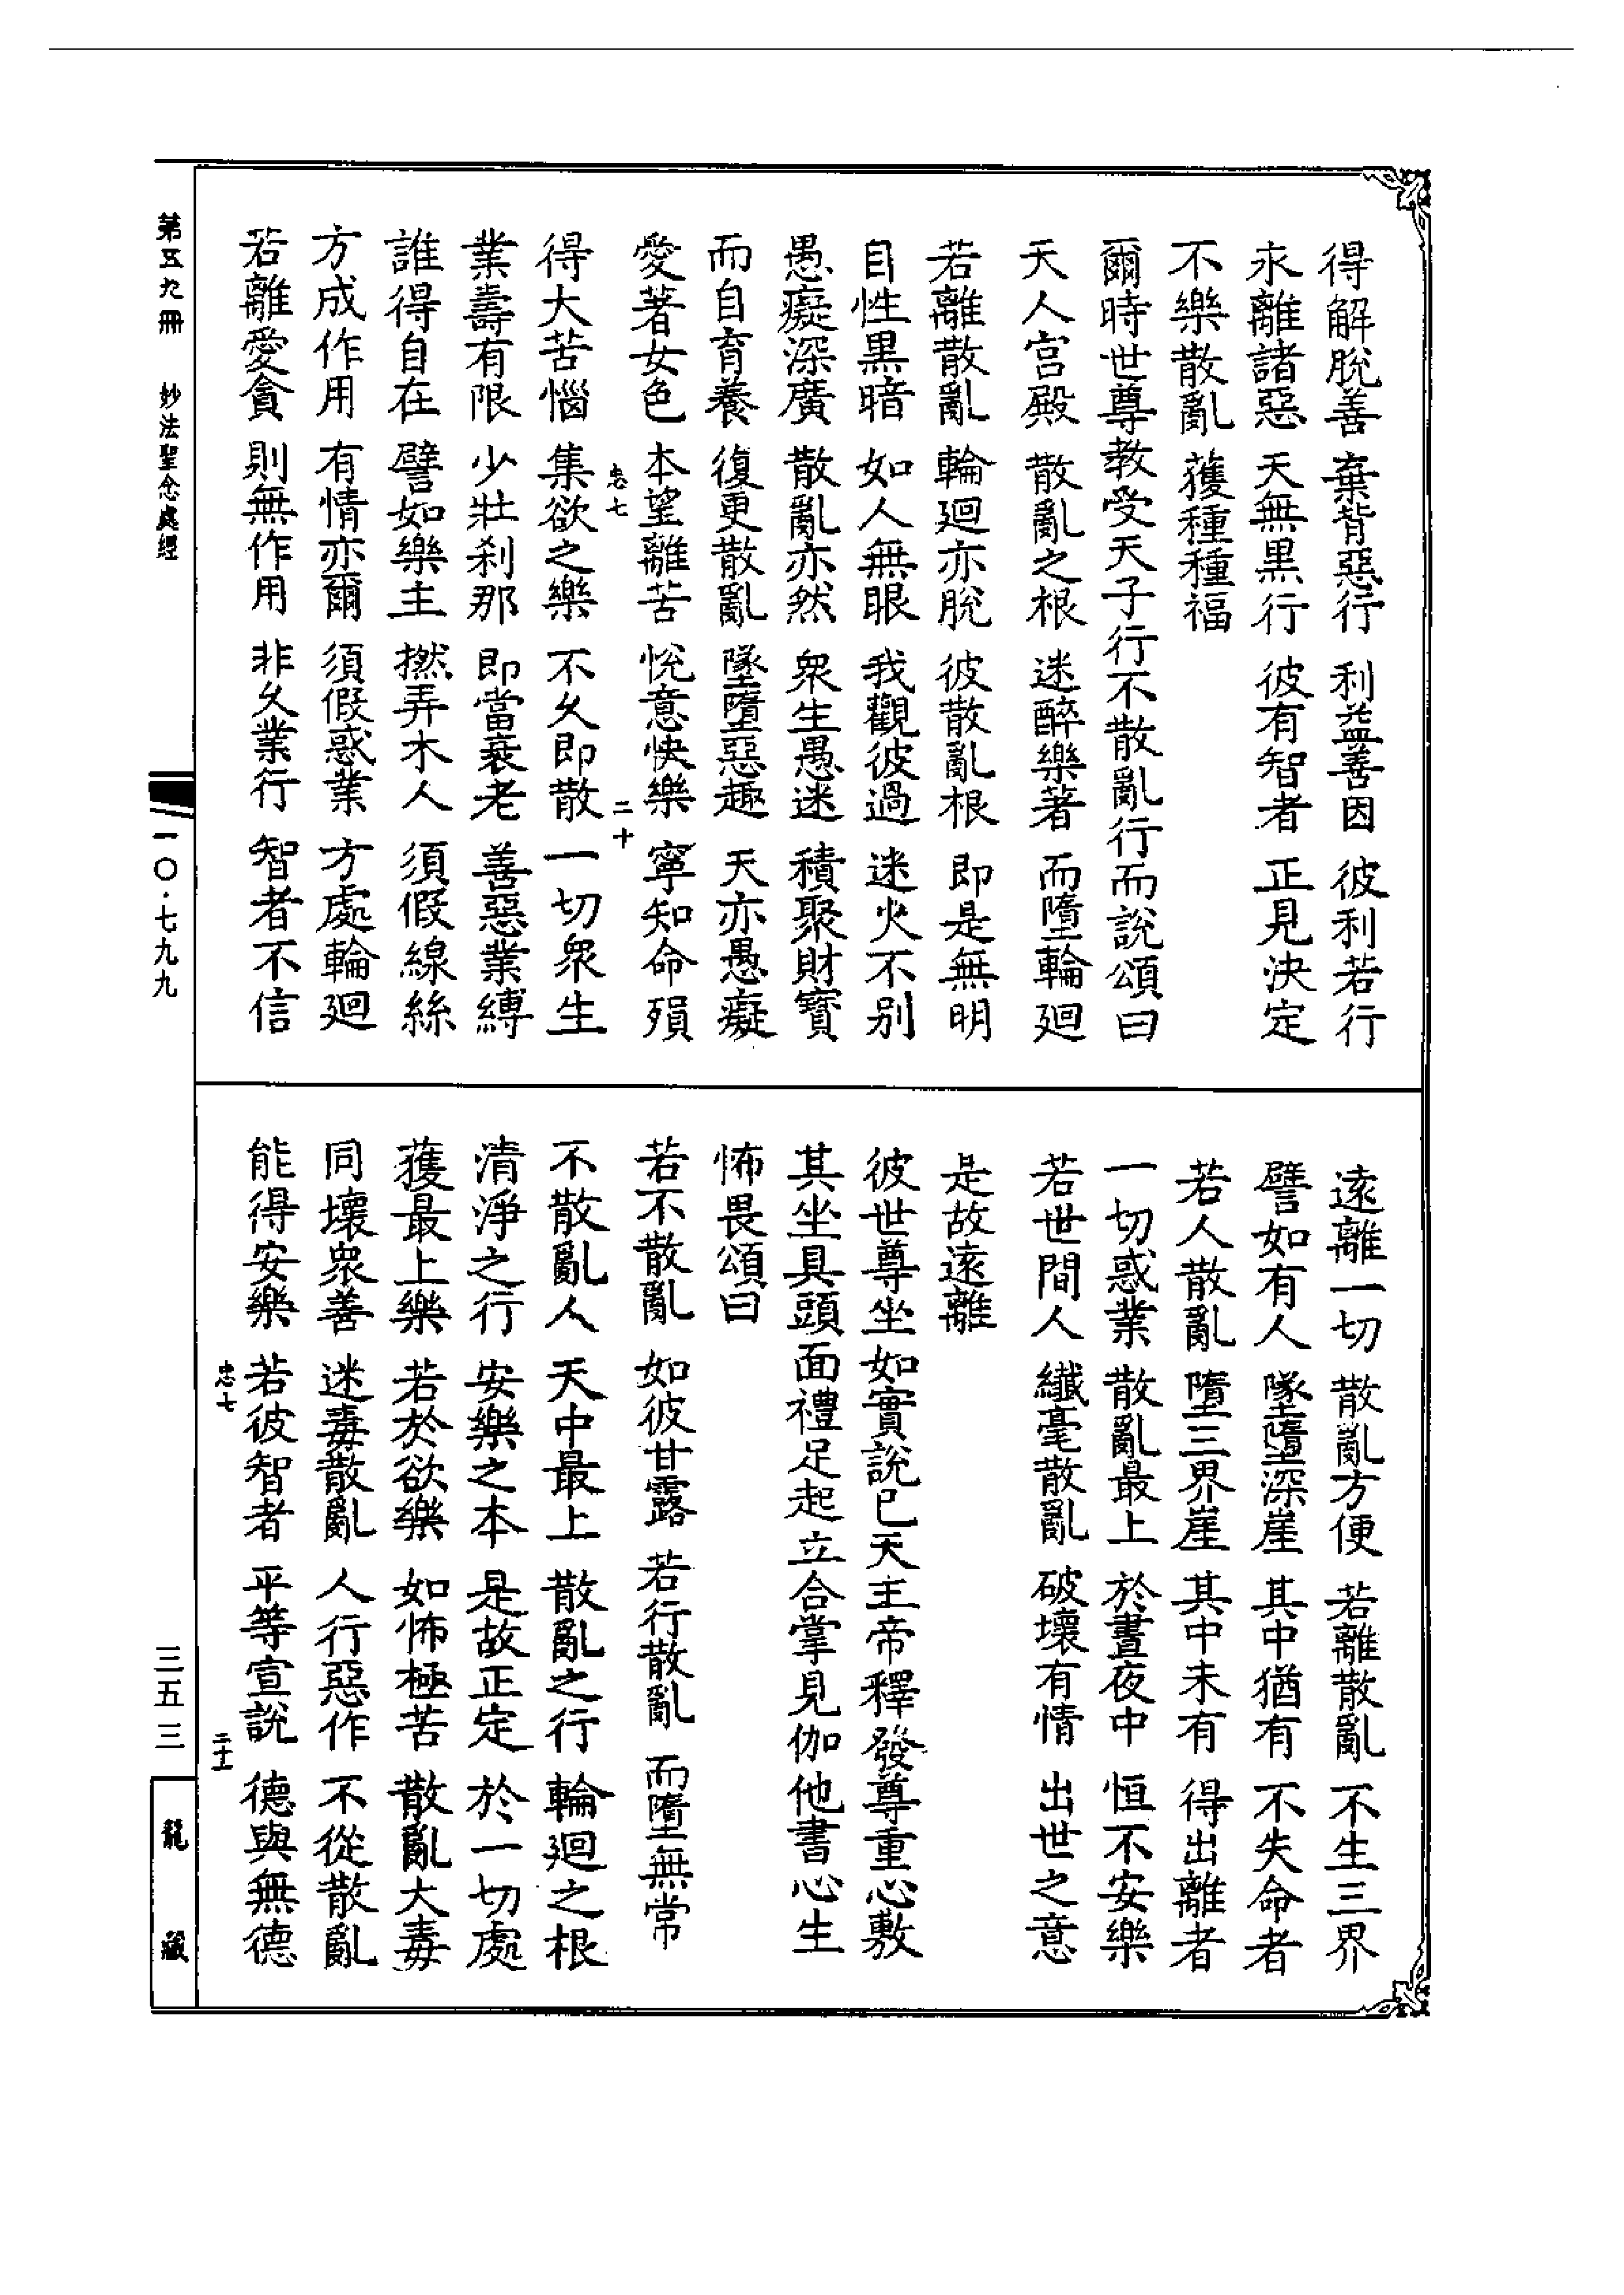 得解脫善　棄背惡行　利益善因　彼利若行
永離諸惡　天無黑行　彼有智者　正見決定
不樂散亂　獲種種福
爾時世尊教受天子行不散亂行而說頌曰
天人宮殿　散亂之根　迷醉樂著　而墮輪迴
若離散亂　輪迴亦脫　彼散亂根　即是無明
自性黑暗　如人無眼　我觀彼過　迷火不別
愚癡深廣　散亂亦然　眾生愚迷　積聚財寶
而自育養　復更散亂　墜墮惡趣　天亦愚癡
愛著女色　本望離苦　悅意快樂　寧知命殞
忠七　二十
得大苦惱　集欲之樂　不久即散　一切眾生
業壽有限　少壯剎那　即當衰老　善惡業縛
誰得自在　譬如樂主　撚弄木人　須假線絲
方成作用　有情亦爾　須假惑業　方處輪迴
若離愛貪　則無作用　非久業行　智者不信
遠離一切　散亂方便　若離散亂　不生三界
譬如有人　墜墮深崖　其中猶有　不失命者
若人散亂　墮三界崖　其中未有　得出離者
一切惑業　散亂最上　於晝夜中　恒不安樂
若世間人　纖毫散亂　破壞有情　出世之意
是故遠離
彼世尊坐如實說已天主帝釋發尊重心敷
其坐具頭面禮足起立合掌見伽他書心生
怖畏頌曰
若不散亂　如彼甘露　若行散亂　而墮無常
不散亂人　天中最上　散亂之行　輪迴之根
清淨之行　安樂之本　是故正定　於一切處
獲最上樂　若於欲樂　如怖極苦　散亂大毒
同壞眾善　迷毒散亂　人行惡作　不從散亂
能得安樂　若彼智者　平等宣說　德與無德
忠七　二十一
第五九冊　妙法聖念處經
一〇·七九九
三五三
龍藏